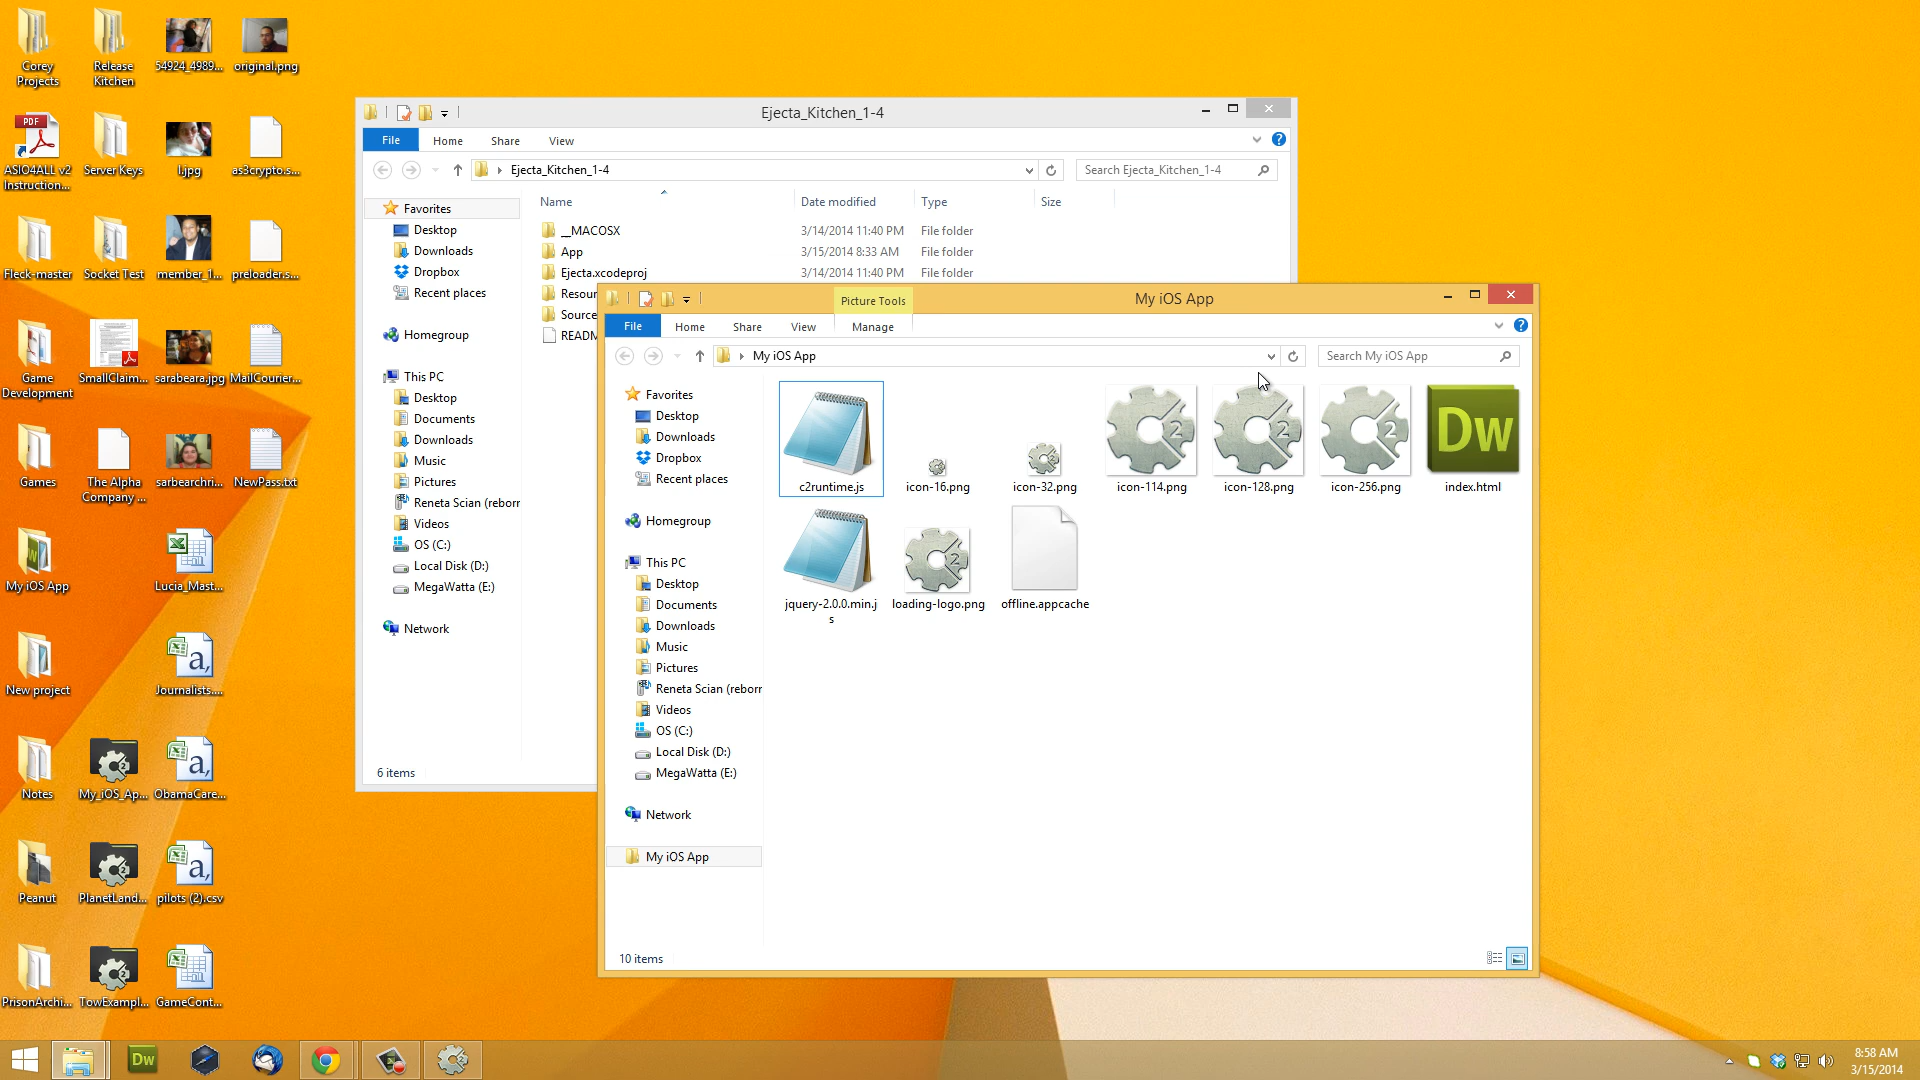 Corey
Projects
Release
Kitchen
54924_4989...
original.png
PDF
ASIO4ALL v2
Instruction...
Server Keys
l.jpg
as3crypto.s...
Fleck-master
Socket Test
member_1...
preloader.s...
Game
Development
SmallClaim...
sarabeara.jpg
MailCourier...
Games
The Alpha
Company ...
sarbearchri...
NewPass.txt
My iOS App
Lucia_Mast...
New project
Journalists....
Notes
My_iOS_Ap...
ObamaCare...
Peanut
PlanetLand...
pilots (2).csv
PrisonArchi...
TowExampl...
GameCont...
Ejecta_Kitchen_1-4
File
Home
Share
View
Ejecta_Kitchen_1-4
Search Ejecta_Kitchen_1-4
Name
Date modified
Type
Size
Favorites
Desktop
Downloads
Dropbox
Recent places
Homegroup
This PC
Desktop
Documents
Downloads
Music
Pictures
Reneta Scian (reborr
Videos
OS (C:)
Local Disk (D:)
MegaWatta (E:)
Network
__MACOSX 3/14/2014 11:40 PM File folder
App 3/15/2014 8:33 AM File folder
Ejecta.xcodeproj 3/14/2014 11:40 PM File folder
Resour
Source
READM
6 items
Picture Tools
My iOS App
File
Home
Share
View
Manage
My iOS App
Search My iOS App
Favorites
Desktop
Downloads
Dropbox
Recent places
Homegroup
This PC
Desktop
Documents
Downloads
Music
Pictures
Reneta Scian (reborr
Videos
OS (C:)
Local Disk (D:)
MegaWatta (E:)
Network
My iOS App
c2runtime.js
icon-16.png
icon-32.png
icon-114.png
icon-128.png
icon-256.png
Dw
index.html
jquery-2.0.0.min.j
s
loading-logo.png
offline.appcache
10 items
Dw
8:58 AM
3/15/2014